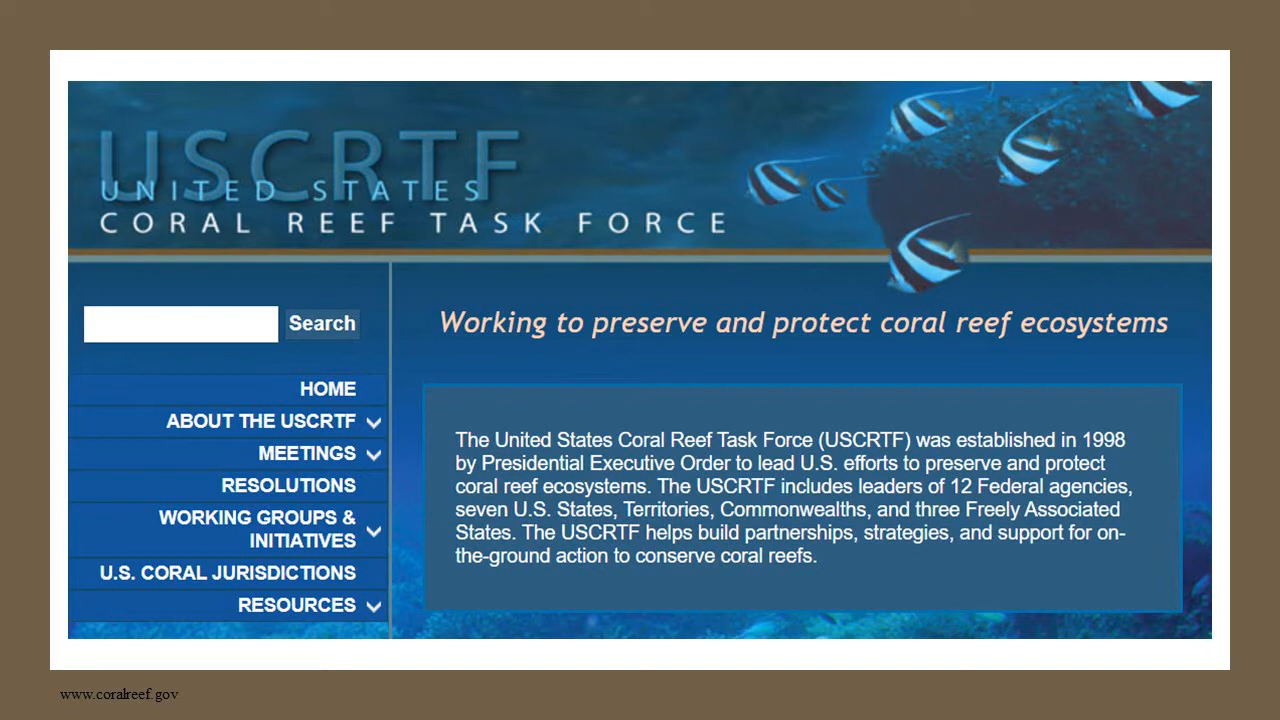 USCRTF
UNITED STATES
CORAL REEF TASK FORCE
Search
Working to preserve and protect coral reef ecosystems
HOME
ABOUT THE USCRTF
MEETINGS
RESOLUTIONS
WORKING GROUPS &
INITIATIVES
U.S. CORAL JURISDICTIONS
RESOURCES
The United States Coral Reef Task Force (USCRTF) was established in 1998
by Presidential Executive Order to lead U.S. efforts to preserve and protect
coral reef ecosystems. The USCRTF includes leaders of 12 Federal agencies,
seven U.S. States, Territories, Commonwealths, and three Freely Associated
States. The USCRTF helps build partnerships, strategies, and support for on-
the-ground action to conserve coral reefs.
www.coralreef.gov